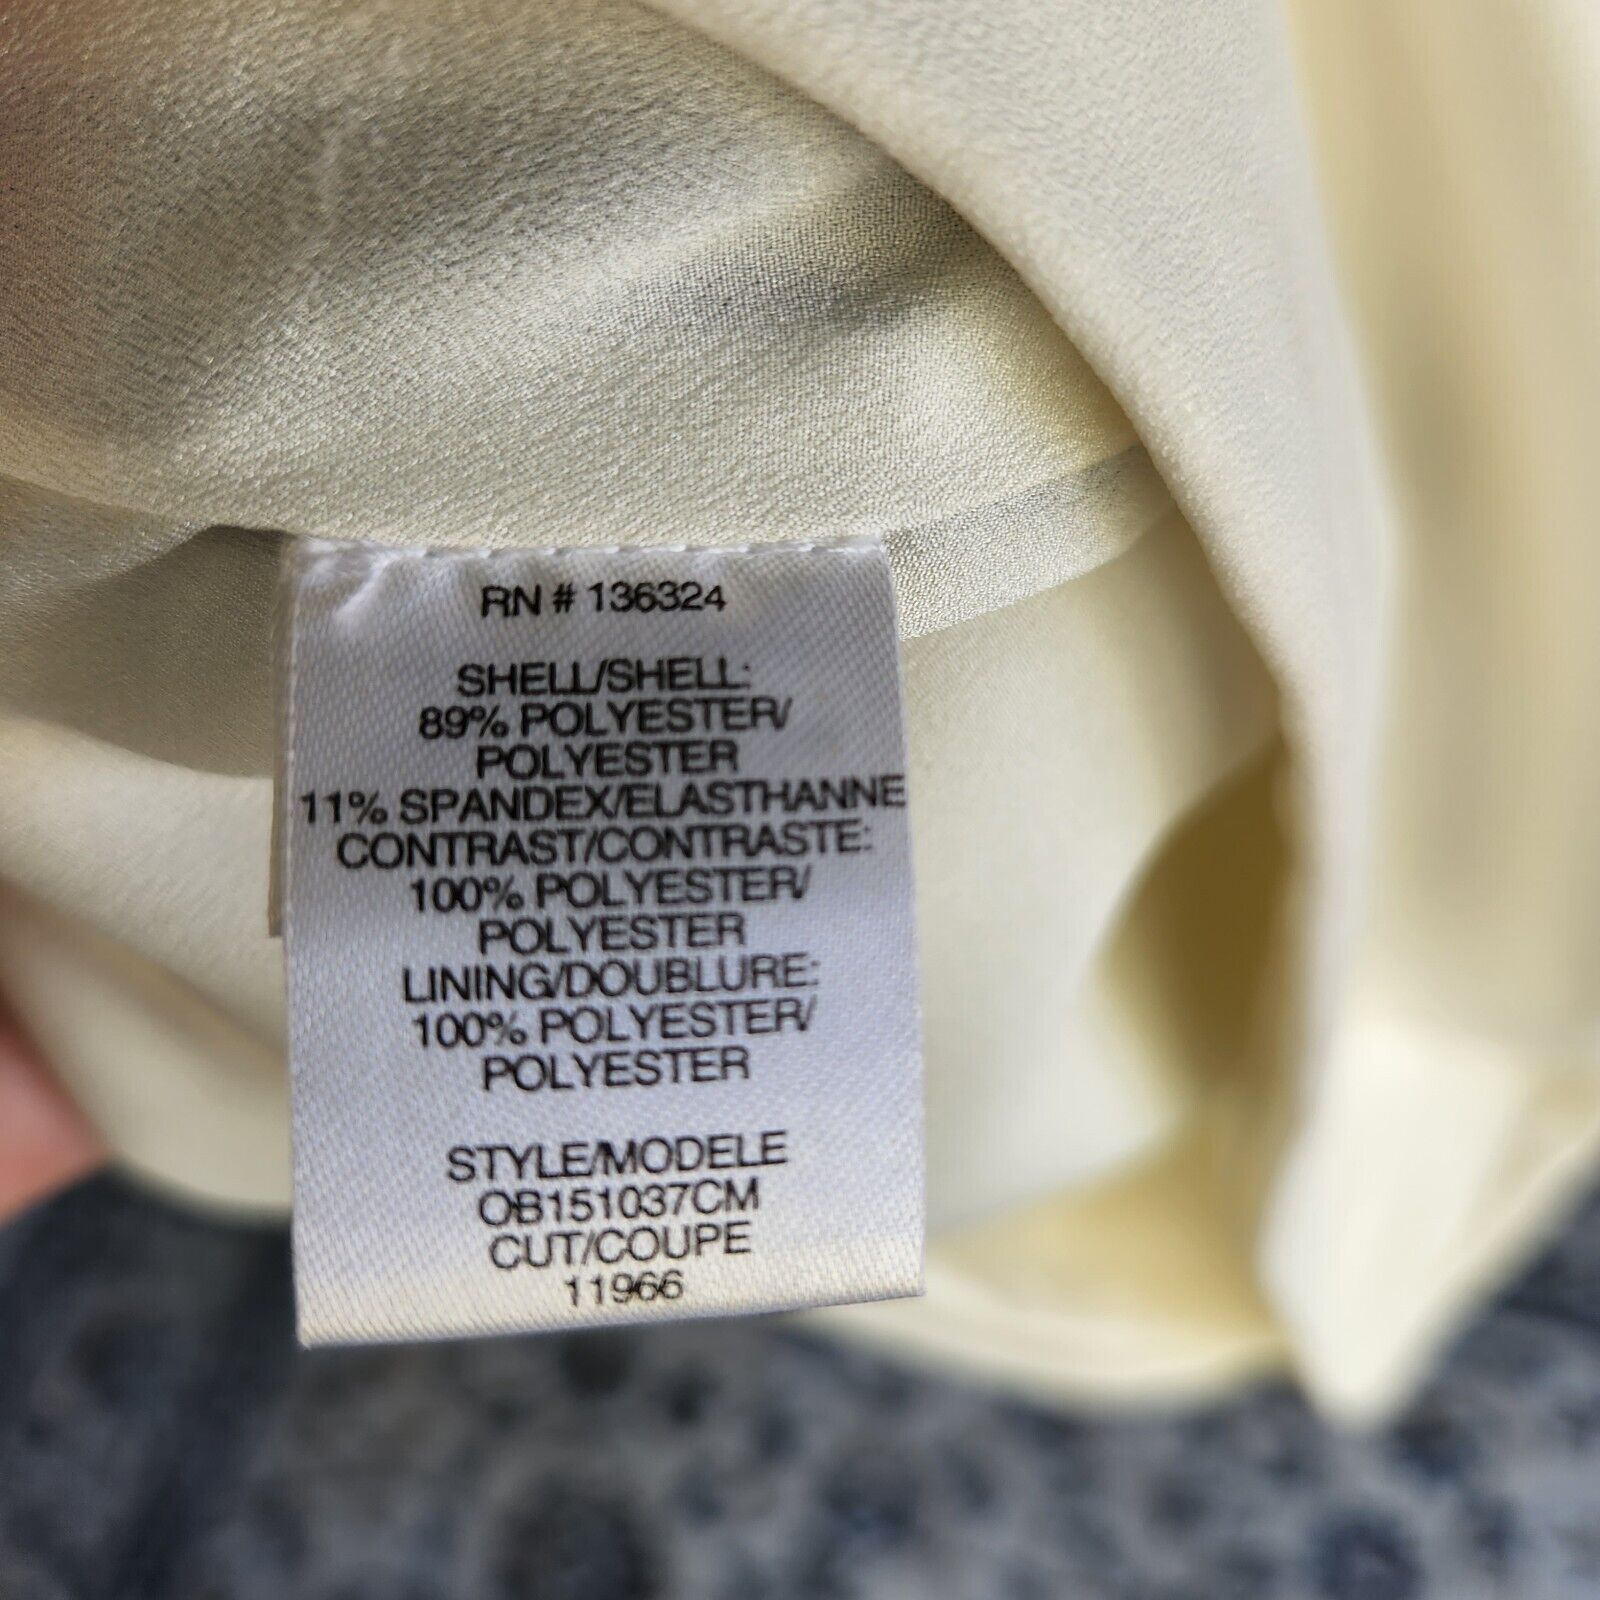 RN # 136324
SHELL/SHELL:
89% POLYESTER/
POLYESTER
11% SPANDEX/ELASTHANNE
CONTRAST/CONTRASTE:
100% POLYESTER/
POLYESTER
LINING/DOUBLURE:
100% POLYESTER/
POLYESTER
STYLE/MODELE
OB151037CM
CUT/COUPE
11966